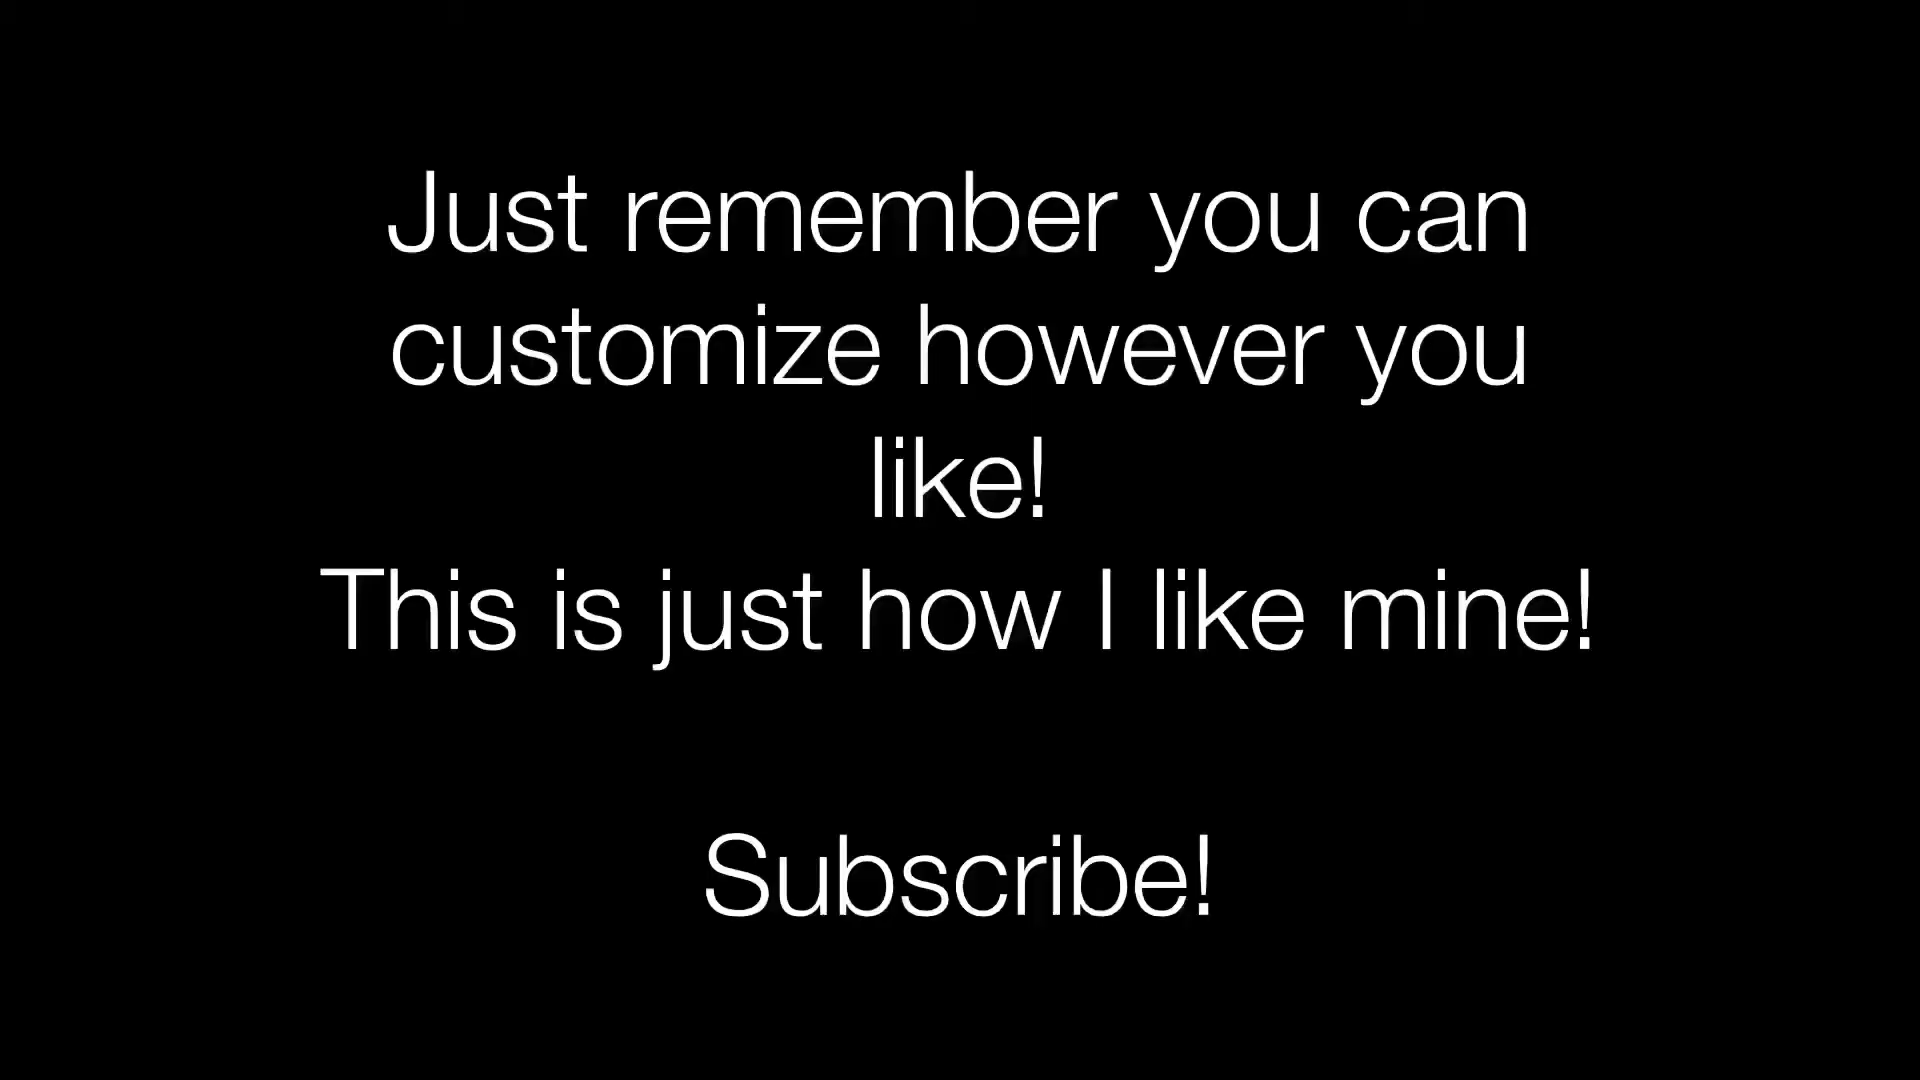 Just remember you can
customize however you
like!
This is just how I like mine!
Subscribe!